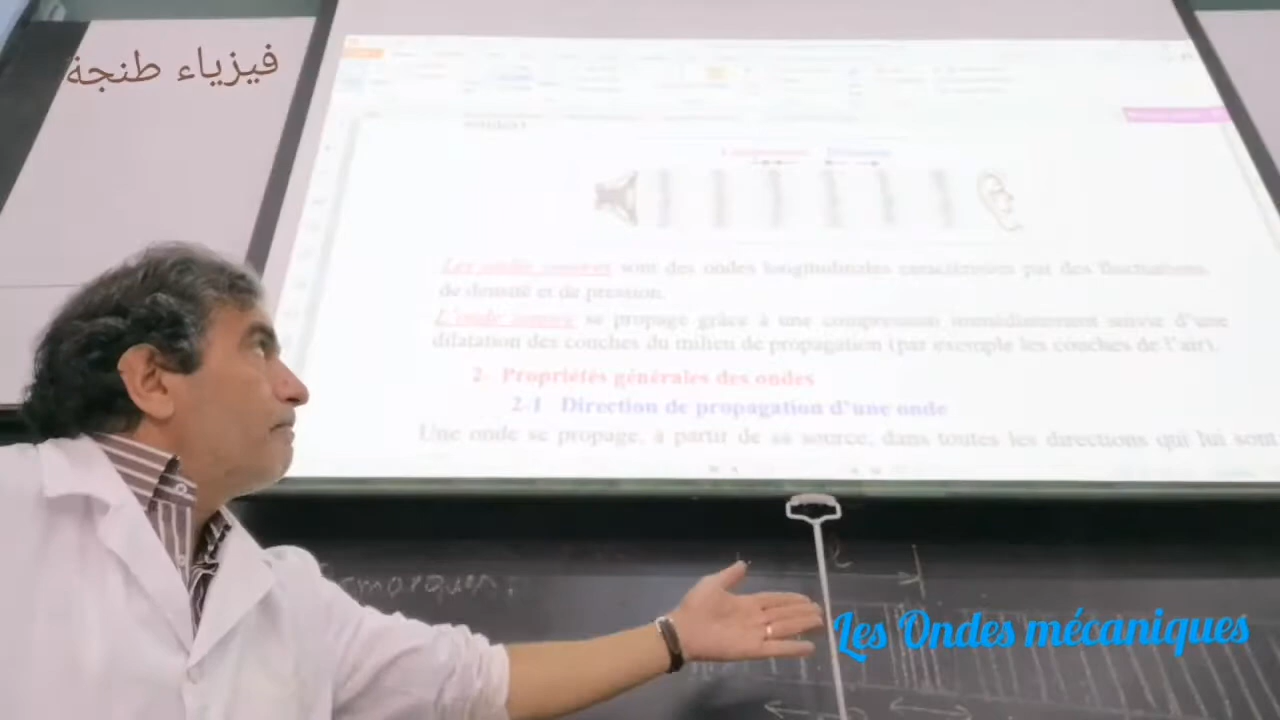 فيزياء طنجة
Les ondes sonores sont des ondes longitudinales caractérisées par des fluctuations
de densité et de pression.
L'onde sonore se propage grâce à une compression immédiatement suivie d'une
dilatation des couches du milieu de propagation (par exemple les couches de l'air).
2- Propriétés générales des ondes
2-1 Direction de propagation d'une onde
Une onde se propage, à partir de sa source, dans toutes les directions qui lui sont
l
Les Ondes mécaniques